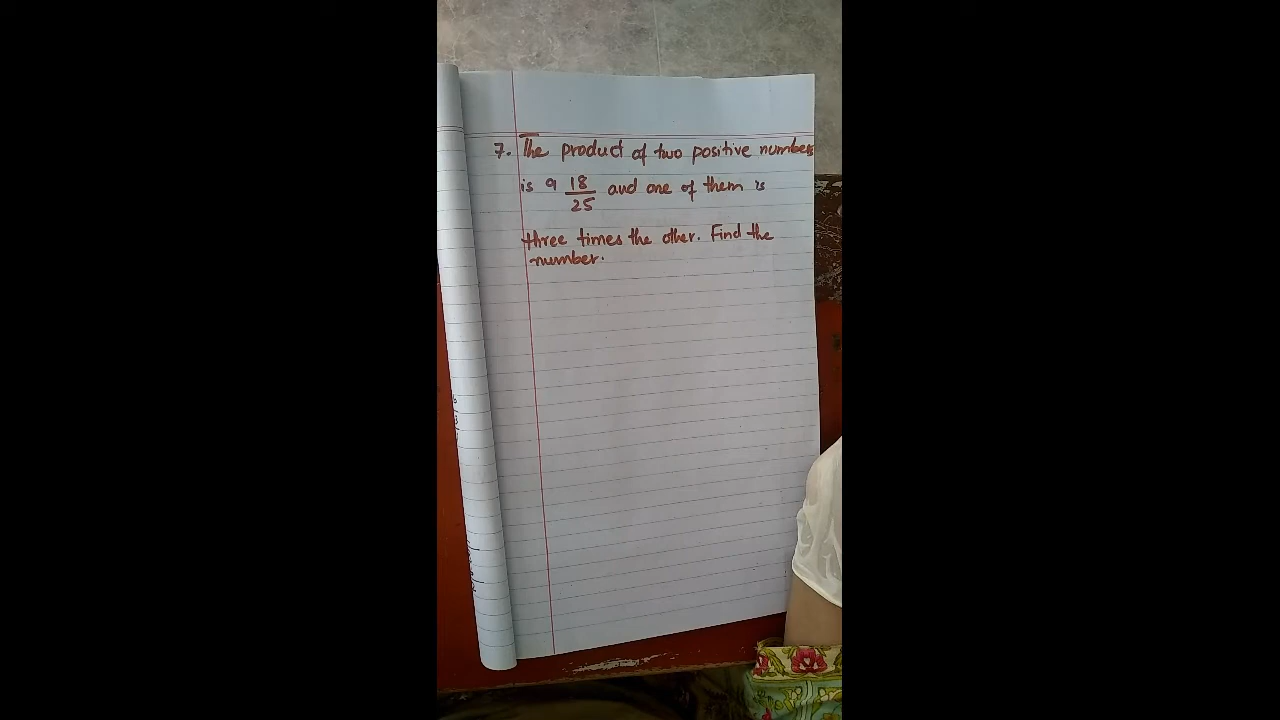 7. The product of two positive numbers
is 9 18/25 and one of them is
three times the other. Find the
number.